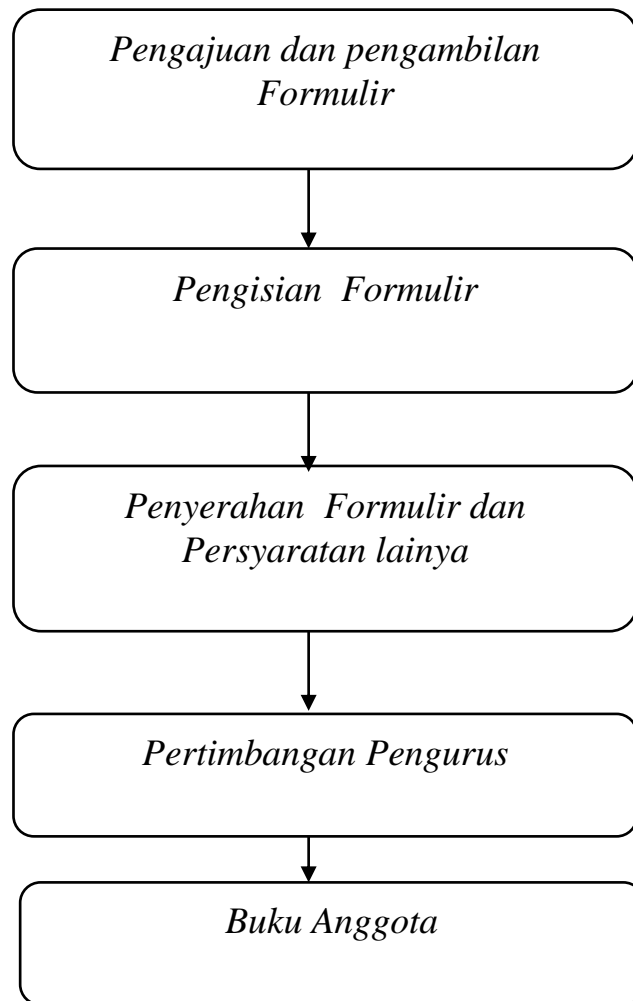 Pengajuan dan pengambilan
Formulir
Pengisian  Formulir
Penyerahan  Formulir dan
Persyaratan lainya
Pertimbangan Pengurus
Buku Anggota